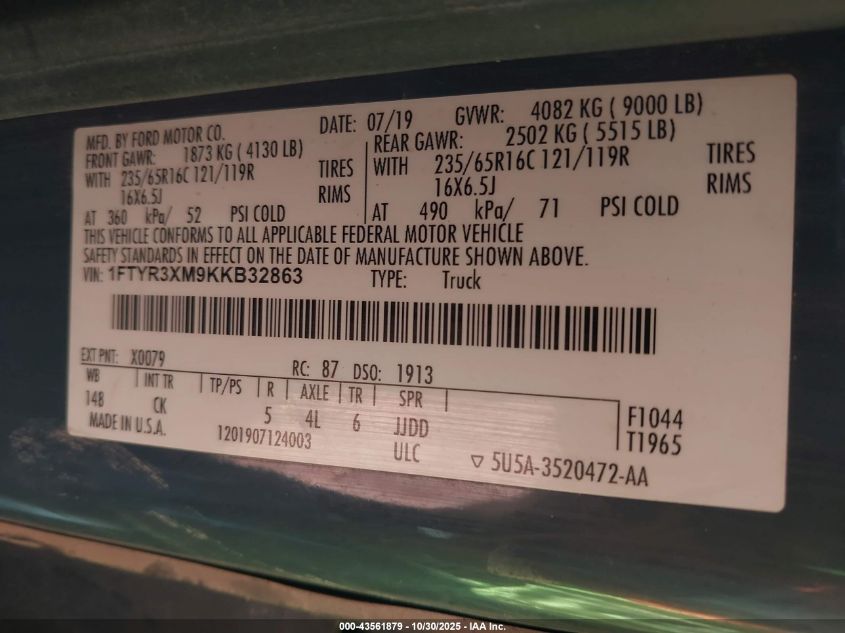 MFD. BY FORD MOTOR CO. DATE: 07/19 GVWR: 4082 KG ( 9000 LB)
FRONT GAWR: 1873 KG ( 4130 LB) REAR GAWR: 2502 KG ( 5515 LB)
WITH 235/65R16C 121/119R TIRES WITH 235/65R16C 121/119R TIRES
16X6.5J RIMS 16X6.5J RIMS
AT 360 kPa/ 52 PSI COLD AT 490 kPa/ 71 PSI COLD
THIS VEHICLE CONFORMS TO ALL APPLICABLE FEDERAL MOTOR VEHICLE
SAFETY STANDARDS IN EFFECT ON THE DATE OF MANUFACTURE SHOWN ABOVE.
VIN: 1FTYR3XM9KKB32863 TYPE: Truck
EXT PNT: X0079 RC: 87 DSO: 1913
WB INT TR TP/PS R AXLE TR SPR
148 CK 5 4L 6 JJDD F1044
MADE IN U.S.A. 1201907124003 ULC T1965
▽ 5U5A-3520472-AA
000-43561879 - 10/30/2025 - IAA Inc.